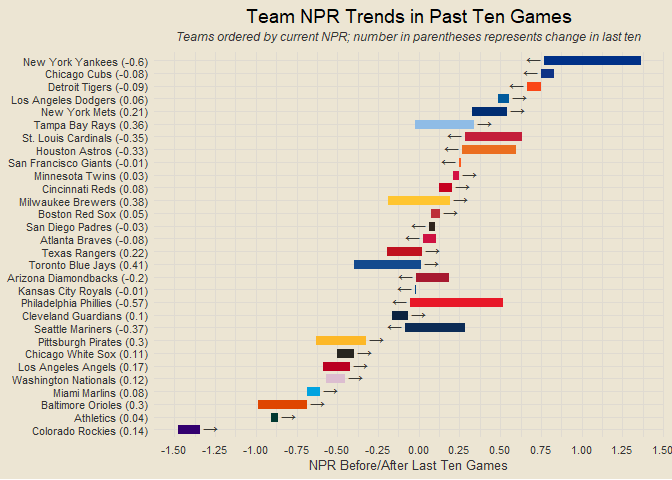 Team NPR Trends in Past Ten Games
Teams ordered by current NPR; number in parentheses represents change in last ten
New York Yankees (-0.6)
Chicago Cubs (-0.08)
Detroit Tigers (-0.09)
Los Angeles Dodgers (0.06)
New York Mets (0.21)
Tampa Bay Rays (0.36)
St. Louis Cardinals (-0.35)
Houston Astros (-0.33)
San Francisco Giants (-0.01)
Minnesota Twins (0.03)
Cincinnati Reds (0.08)
Milwaukee Brewers (0.38)
Boston Red Sox (0.05)
San Diego Padres (-0.03)
Atlanta Braves (-0.08)
Texas Rangers (0.22)
Toronto Blue Jays (0.41)
Arizona Diamondbacks (-0.2)
Kansas City Royals (-0.01)
Philadelphia Phillies (-0.57)
Cleveland Guardians (0.1)
Seattle Mariners (-0.37)
Pittsburgh Pirates (0.3)
Chicago White Sox (0.11)
Los Angeles Angels (0.17)
Washington Nationals (0.12)
Miami Marlins (0.08)
Baltimore Orioles (0.3)
Athletics (0.04)
Colorado Rockies (0.14)
-1.50 -1.25 -1.00 -0.75 -0.50 -0.25 0.00 0.25 0.50 0.75 1.00 1.25 1.50
NPR Before/After Last Ten Games